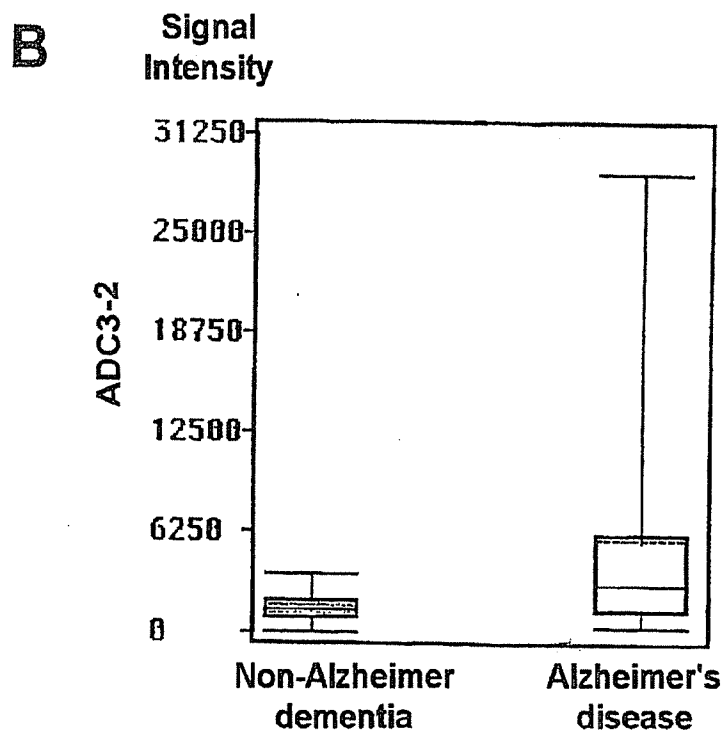 B
Signal
Intensity
31250
25000
18750
12500
6250
0
ADC3-2
Non-Alzheimer
dementia
Alzheimer's
disease